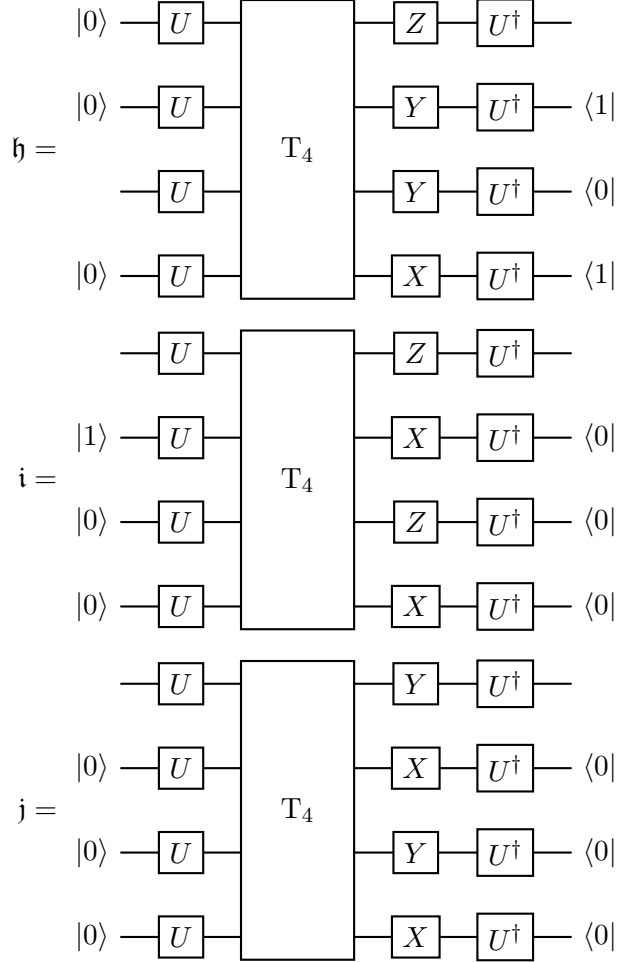 |0⟩ U Z U†
|0⟩ U Y U† ⟨1|
𝔥 = T₄
U Y U† ⟨0|
|0⟩ U X U† ⟨1|
U Z U†
|1⟩ U X U† ⟨0|
𝔦 = T₄
|0⟩ U Z U† ⟨0|
|0⟩ U X U† ⟨0|
U Y U†
|0⟩ U X U† ⟨0|
𝔧 = T₄
|0⟩ U Y U† ⟨0|
|0⟩ U X U† ⟨0|